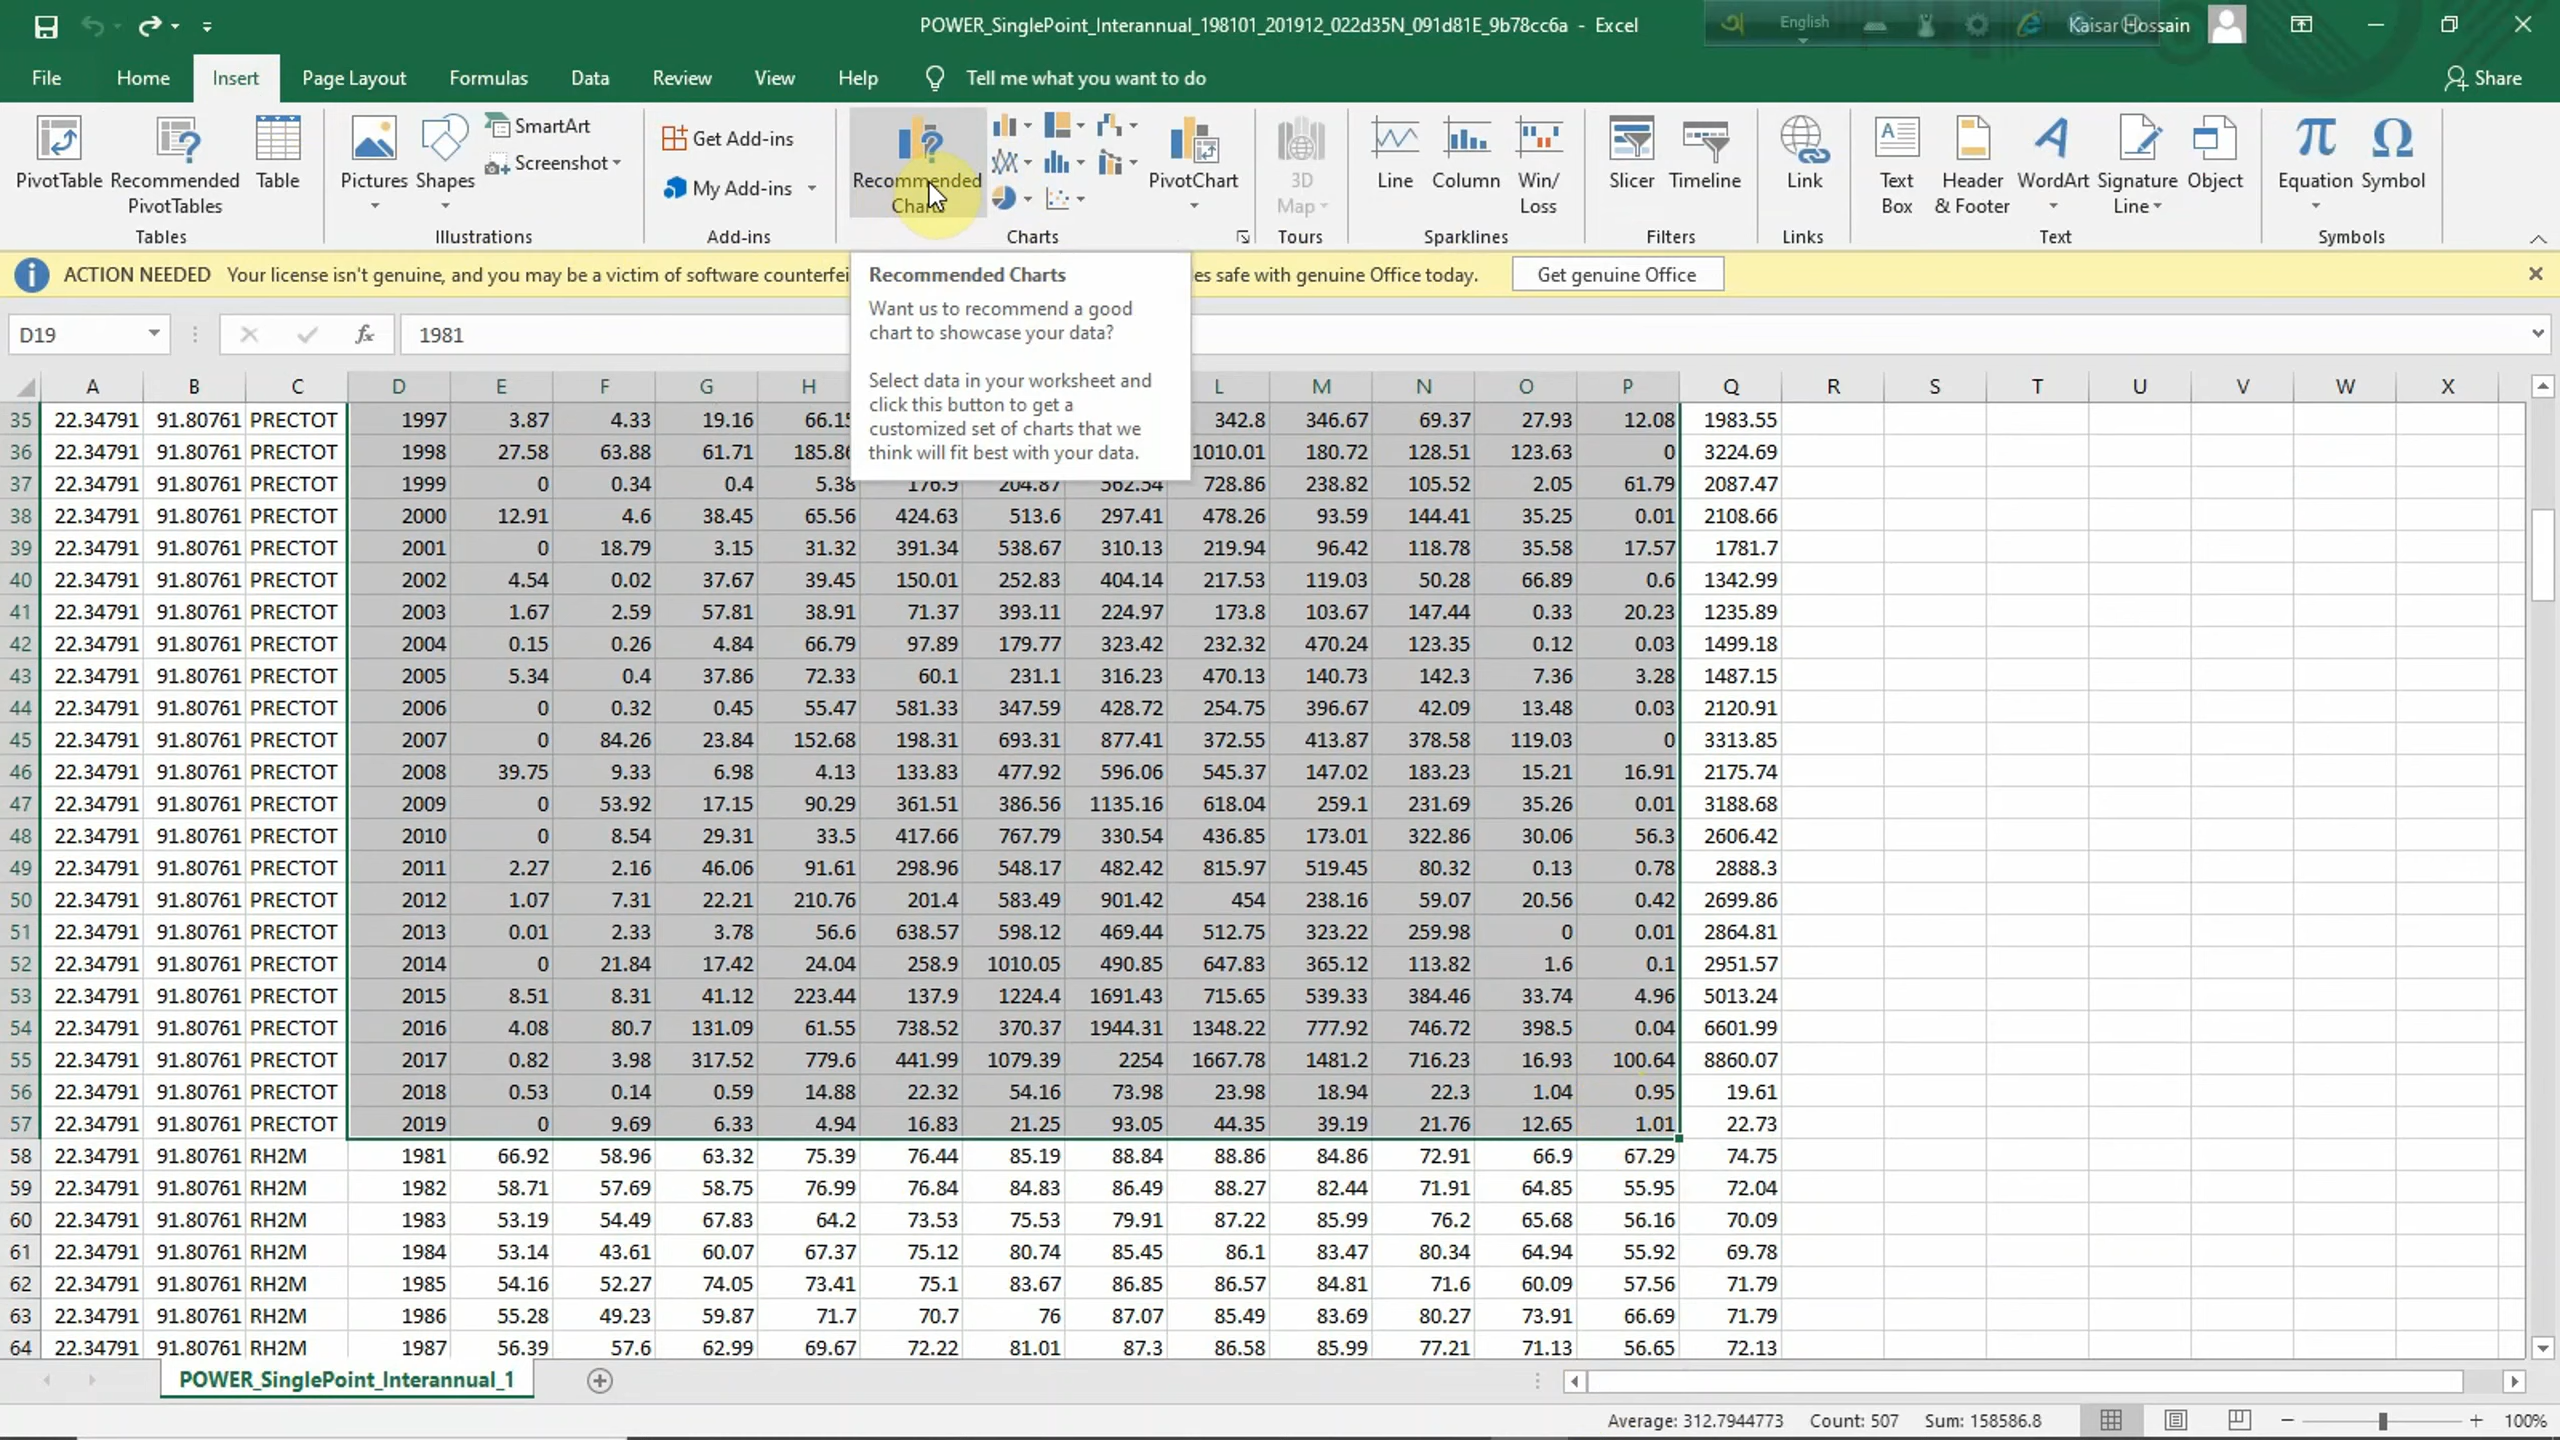 POWER_SinglePoint_Interannual_198101_201912_022d35N_091d81E_9b78cc6a - Excel
English
Kaisar Hossain
File Home Insert Page Layout Formulas Data Review View Help Tell me what you want to do Share
PivotTable
Recommended PivotTables
Table
Tables
Pictures
Shapes
SmartArt
Screenshot
Illustrations
Get Add-ins
My Add-ins
Add-ins
Recommended
Charts
PivotChart
Charts
3D Map
Tours
Line
Column
Win/ Loss
Sparklines
Slicer
Timeline
Filters
Link
Links
Text Box
Header & Footer
WordArt
Signature Line
Object
Text
Equation
Symbol
Symbols
ACTION NEEDED Your license isn't genuine, and you may be a victim of software counterfei es safe with genuine Office today. Get genuine Office
Recommended Charts
Want us to recommend a good
chart to showcase your data?
Select data in your worksheet and
click this button to get a
customized set of charts that we
think will fit best with your data.
D19 fx 1981
A B C D E F G H L M N O P Q R S T U V W X
35 22.34791 91.80761 PRECTOT 1997 3.87 4.33 19.16 66.15 342.8 346.67 69.37 27.93 12.08 1983.55
36 22.34791 91.80761 PRECTOT 1998 27.58 63.88 61.71 185.86 1010.01 180.72 128.51 123.63 0 3224.69
37 22.34791 91.80761 PRECTOT 1999 0 0.34 0.4 5.38 176.9 204.87 562.54 728.86 238.82 105.52 2.05 61.79 2087.47
38 22.34791 91.80761 PRECTOT 2000 12.91 4.6 38.45 65.56 424.63 513.6 297.41 478.26 93.59 144.41 35.25 0.01 2108.66
39 22.34791 91.80761 PRECTOT 2001 0 18.79 3.15 31.32 391.34 538.67 310.13 219.94 96.42 118.78 35.58 17.57 1781.7
40 22.34791 91.80761 PRECTOT 2002 4.54 0.02 37.67 39.45 150.01 252.83 404.14 217.53 119.03 50.28 66.89 0.6 1342.99
41 22.34791 91.80761 PRECTOT 2003 1.67 2.59 57.81 38.91 71.37 393.11 224.97 173.8 103.67 147.44 0.33 20.23 1235.89
42 22.34791 91.80761 PRECTOT 2004 0.15 0.26 4.84 66.79 97.89 179.77 323.42 232.32 470.24 123.35 0.12 0.03 1499.18
43 22.34791 91.80761 PRECTOT 2005 5.34 0.4 37.86 72.33 60.1 231.1 316.23 470.13 140.73 142.3 7.36 3.28 1487.15
44 22.34791 91.80761 PRECTOT 2006 0 0.32 0.45 55.47 581.33 347.59 428.72 254.75 396.67 42.09 13.48 0.03 2120.91
45 22.34791 91.80761 PRECTOT 2007 0 84.26 23.84 152.68 198.31 693.31 877.41 372.55 413.87 378.58 119.03 0 3313.85
46 22.34791 91.80761 PRECTOT 2008 39.75 9.33 6.98 4.13 133.83 477.92 596.06 545.37 147.02 183.23 15.21 16.91 2175.74
47 22.34791 91.80761 PRECTOT 2009 0 53.92 17.15 90.29 361.51 386.56 1135.16 618.04 259.1 231.69 35.26 0.01 3188.68
48 22.34791 91.80761 PRECTOT 2010 0 8.54 29.31 33.5 417.66 767.79 330.54 436.85 173.01 322.86 30.06 56.3 2606.42
49 22.34791 91.80761 PRECTOT 2011 2.27 2.16 46.06 91.61 298.96 548.17 482.42 815.97 519.45 80.32 0.13 0.78 2888.3
50 22.34791 91.80761 PRECTOT 2012 1.07 7.31 22.21 210.76 201.4 583.49 901.42 454 238.16 59.07 20.56 0.42 2699.86
51 22.34791 91.80761 PRECTOT 2013 0.01 2.33 3.78 56.6 638.57 598.12 469.44 512.75 323.22 259.98 0 0.01 2864.81
52 22.34791 91.80761 PRECTOT 2014 0 21.84 17.42 24.04 258.9 1010.05 490.85 647.83 365.12 113.82 1.6 0.1 2951.57
53 22.34791 91.80761 PRECTOT 2015 8.51 8.31 41.12 223.44 137.9 1224.4 1691.43 715.65 539.33 384.46 33.74 4.96 5013.24
54 22.34791 91.80761 PRECTOT 2016 4.08 80.7 131.09 61.55 738.52 370.37 1944.31 1348.22 777.92 746.72 398.5 0.04 6601.99
55 22.34791 91.80761 PRECTOT 2017 0.82 3.98 317.52 779.6 441.99 1079.39 2254 1667.78 1481.2 716.23 16.93 100.64 8860.07
56 22.34791 91.80761 PRECTOT 2018 0.53 0.14 0.59 14.88 22.32 54.16 73.98 23.98 18.94 22.3 1.04 0.95 19.61
57 22.34791 91.80761 PRECTOT 2019 0 9.69 6.33 4.94 16.83 21.25 93.05 44.35 39.19 21.76 12.65 1.01 22.73
58 22.34791 91.80761 RH2M 1981 66.92 58.96 63.32 75.39 76.44 85.19 88.84 88.86 84.86 72.91 66.9 67.29 74.75
59 22.34791 91.80761 RH2M 1982 58.71 57.69 58.75 76.99 76.84 84.83 86.49 88.27 82.44 71.91 64.85 55.95 72.04
60 22.34791 91.80761 RH2M 1983 53.19 54.49 67.83 64.2 73.53 75.53 79.91 87.22 85.99 76.2 65.68 56.16 70.09
61 22.34791 91.80761 RH2M 1984 53.14 43.61 60.07 67.37 75.12 80.74 85.45 86.1 83.47 80.34 64.94 55.92 69.78
62 22.34791 91.80761 RH2M 1985 54.16 52.27 74.05 73.41 75.1 83.67 86.85 86.57 84.81 71.6 60.09 57.56 71.79
63 22.34791 91.80761 RH2M 1986 55.28 49.23 59.87 71.7 70.7 76 87.07 85.49 83.69 80.27 73.91 66.69 71.79
64 22.34791 91.80761 RH2M 1987 56.39 57.6 62.99 69.67 72.22 81.01 87.3 86.58 85.99 77.21 71.13 56.65 72.13
POWER_SinglePoint_Interannual_1
Average: 312.7944773 Count: 507 Sum: 158586.8 100%